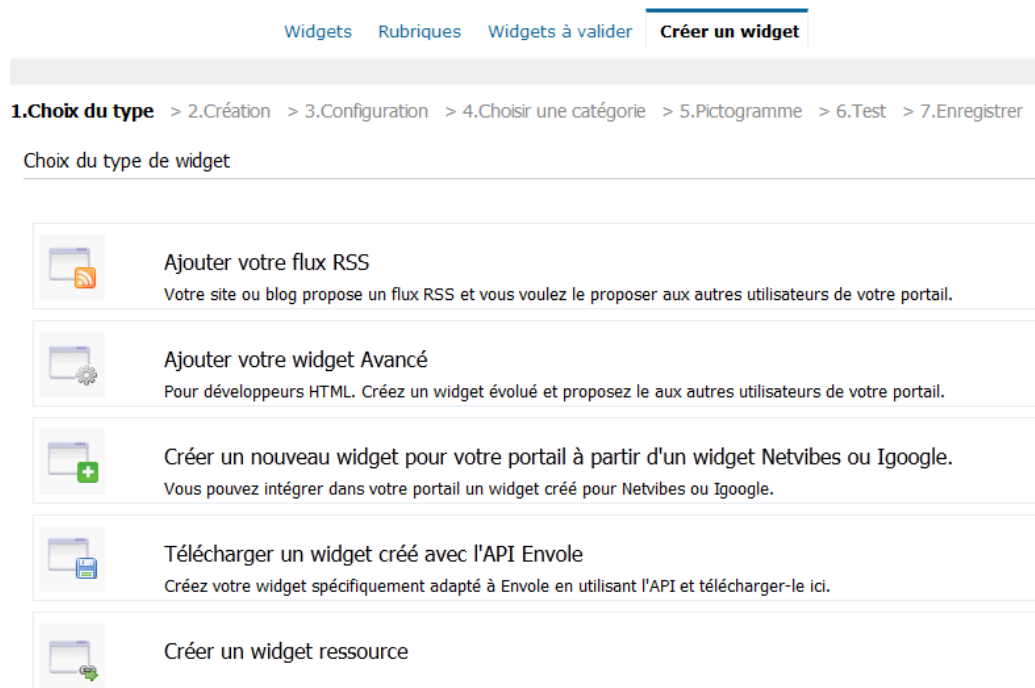 Widgets Rubriques Widgets à valider Créer un widget
1.Choix du type > 2.Création > 3.Configuration > 4.Choisir une catégorie > 5.Pictogramme > 6.Test > 7.Enregistrer
Choix du type de widget
Ajouter votre flux RSS
Votre site ou blog propose un flux RSS et vous voulez le proposer aux autres utilisateurs de votre portail.
Ajouter votre widget Avancé
Pour développeurs HTML. Créez un widget évolué et proposez le aux autres utilisateurs de votre portail.
Créer un nouveau widget pour votre portail à partir d'un widget Netvibes ou Igoogle.
Vous pouvez intégrer dans votre portail un widget créé pour Netvibes ou Igoogle.
Télécharger un widget créé avec l'API Envole
Créez votre widget spécifiquement adapté à Envole en utilisant l'API et télécharger-le ici.
Créer un widget ressource